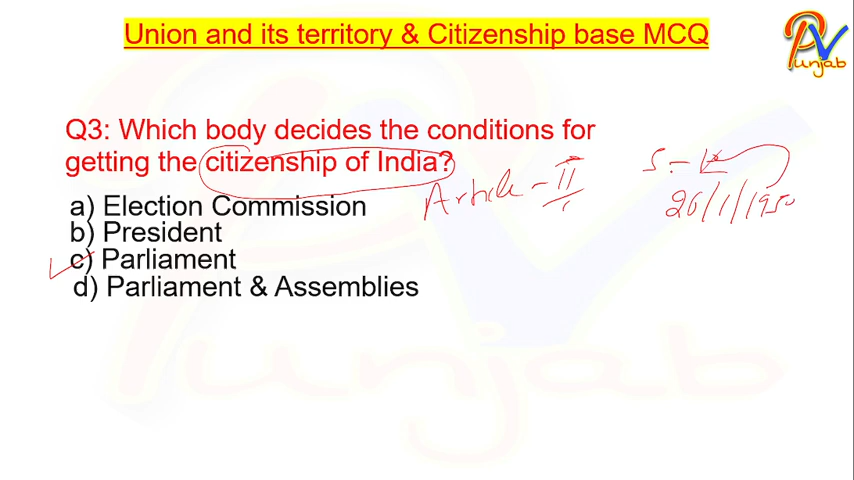 Union and its territory & Citizenship base MCQ
Punjab
Q3: Which body decides the conditions for
getting the citizenship of India?
Article - 11
5 -
26/1/1950
a) Election Commission
b) President
c) Parliament
d) Parliament & Assemblies